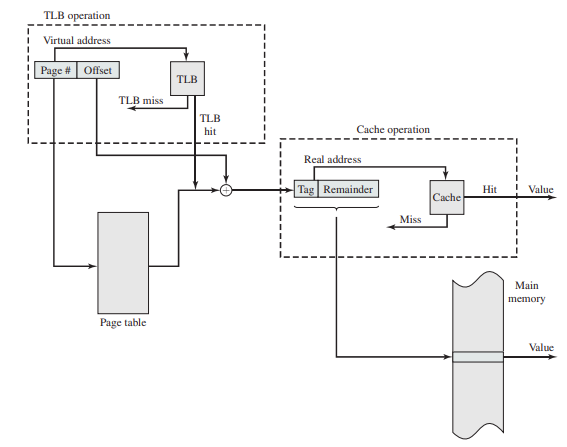 TLB operation
Virtual address
Page # Offset
TLB
TLB miss
TLB
hit
Cache operation
Real address
Tag Remainder
Cache
Hit
Value
Miss
+
Page table
Main
memory
Value